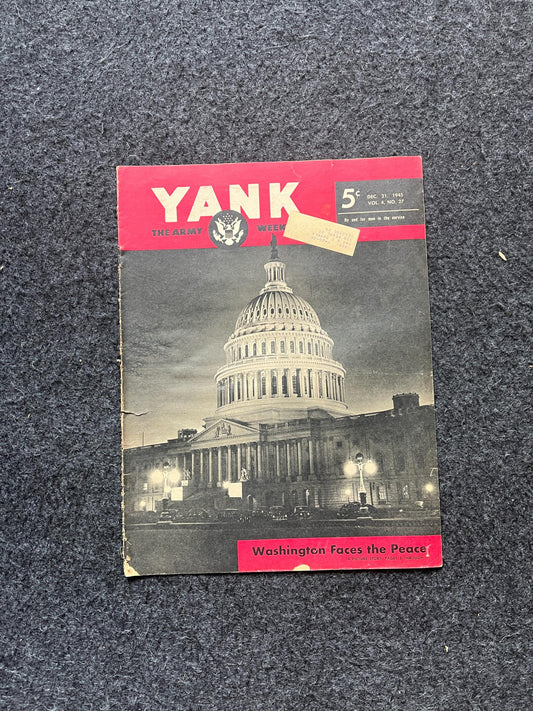 YANK
THE ARMY WEEK
5¢
DEC. 21, 1945
VOL. 4, NO. 27
By and for men in the service
Washington Faces the Peace